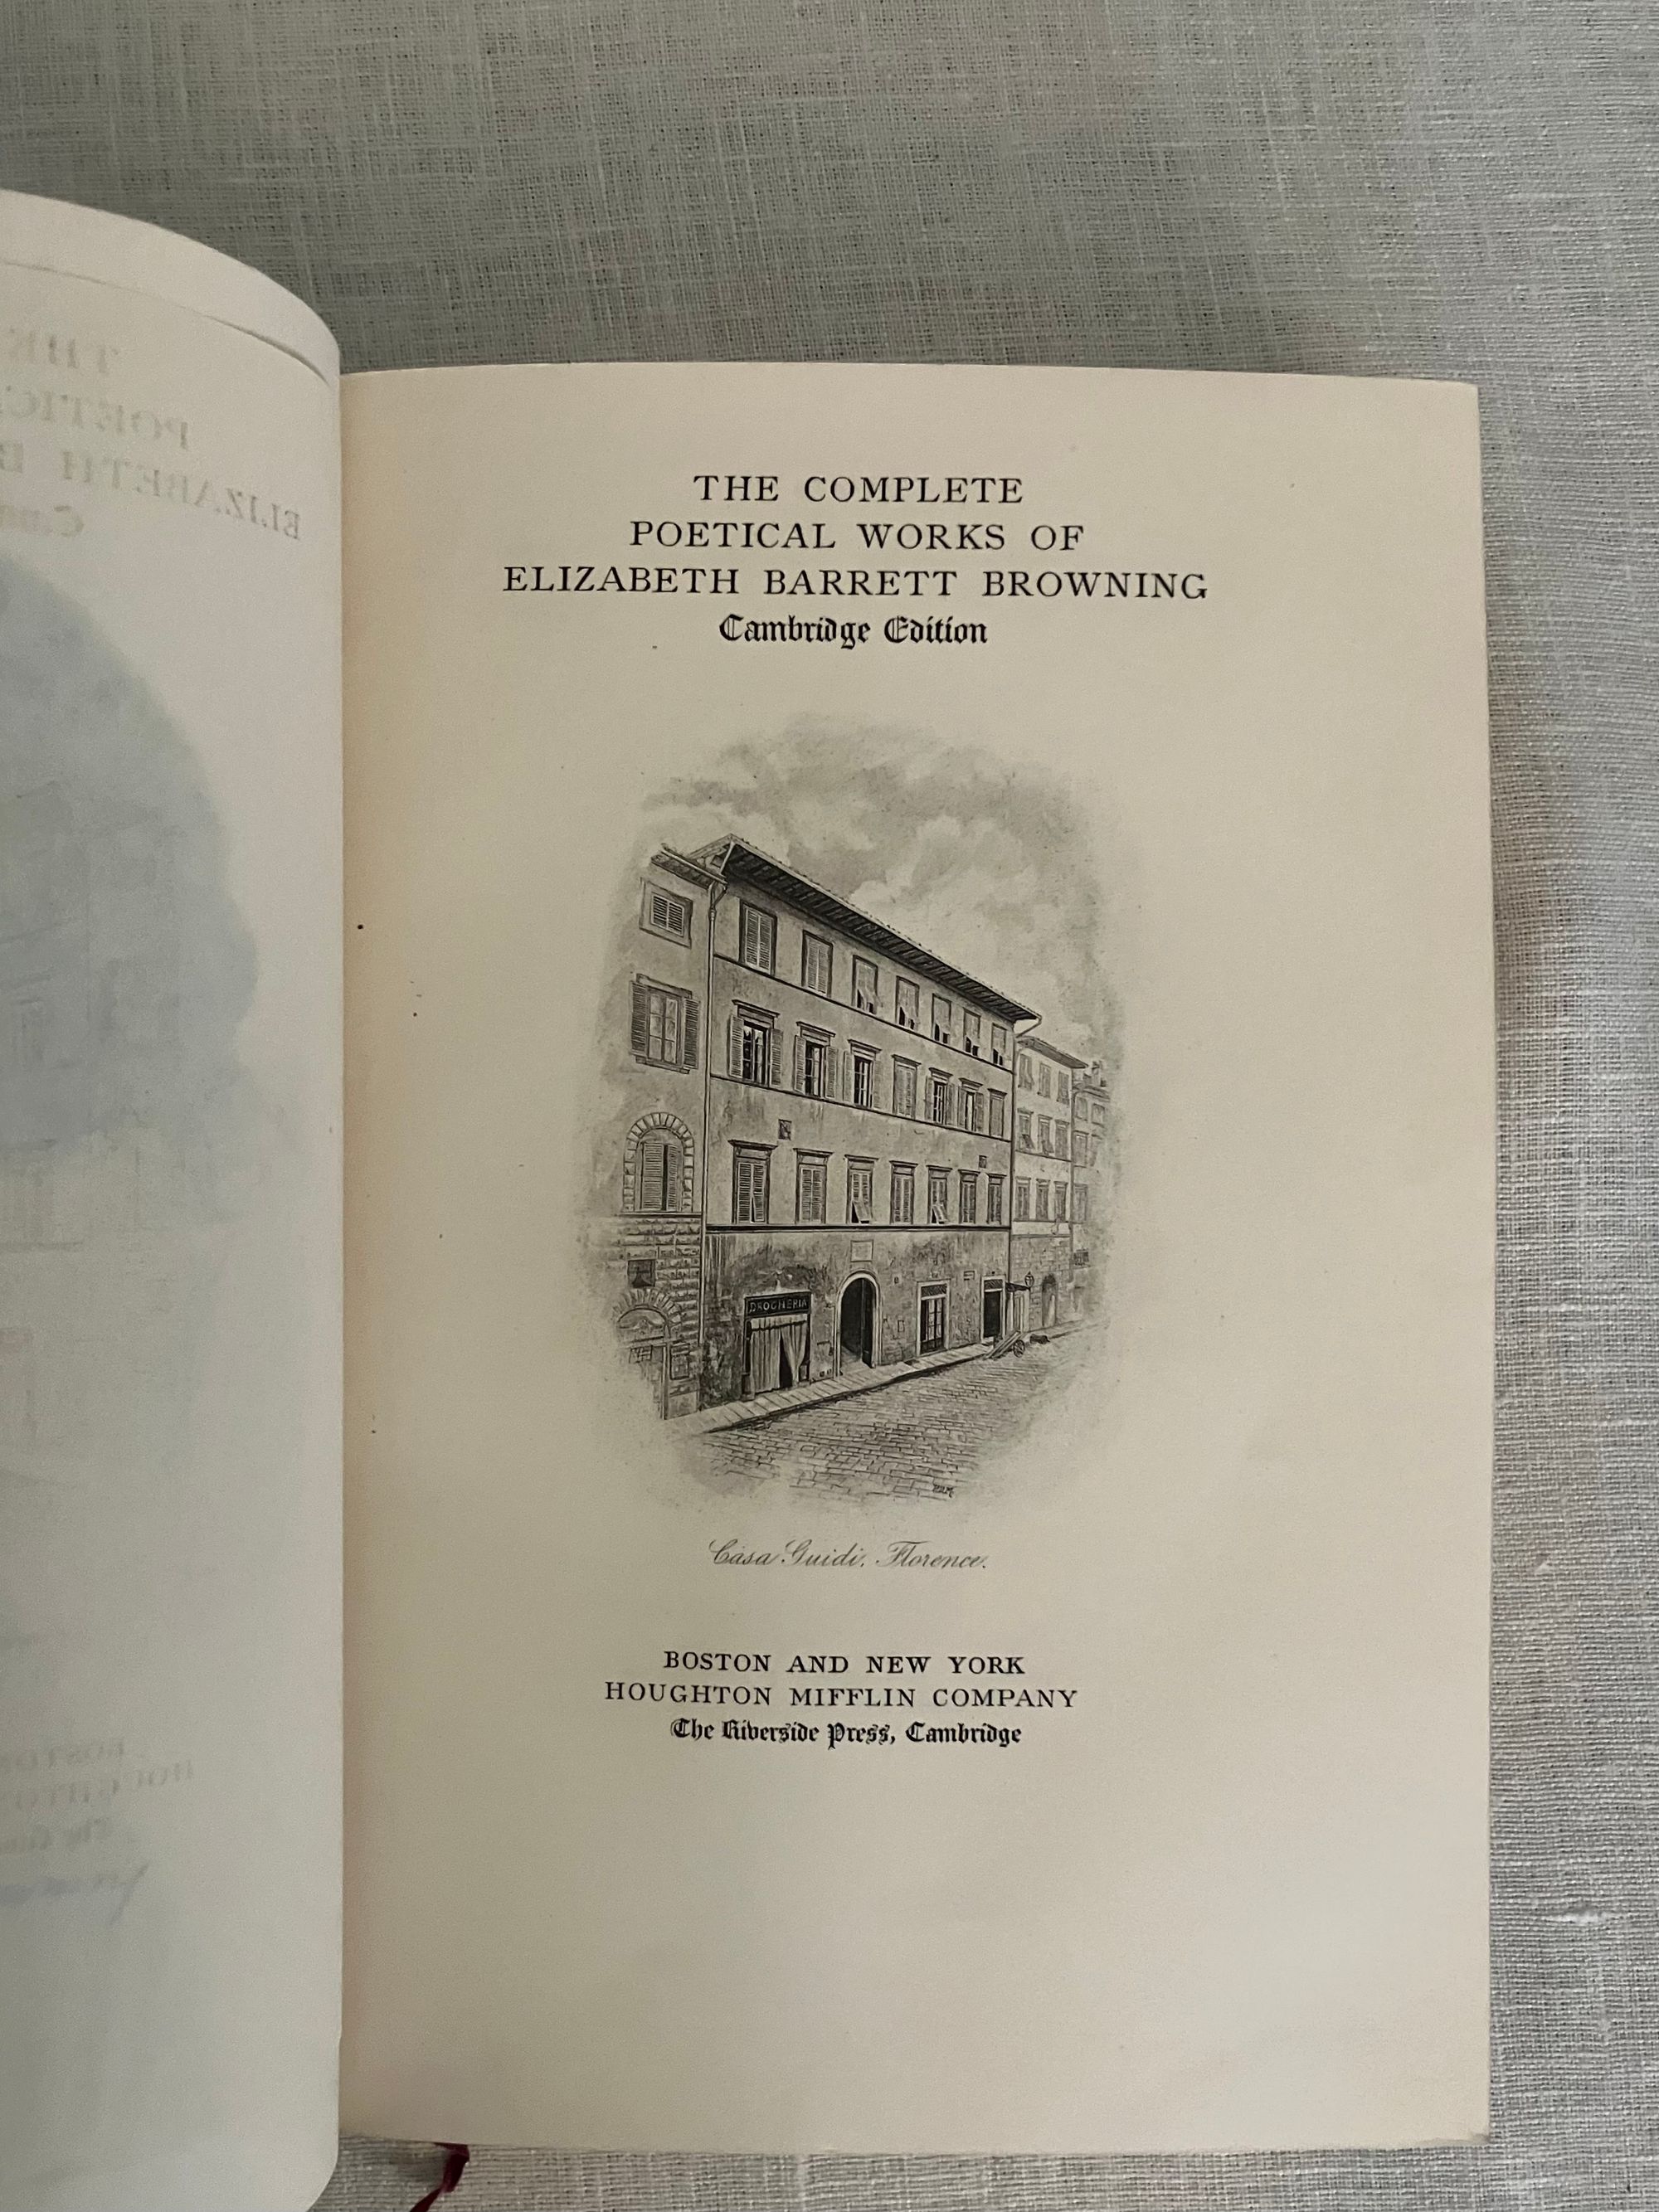 THE COMPLETE
POETICAL WORKS OF
ELIZABETH BARRETT BROWNING
Cambridge Edition
DROGHERIA
Casa Guidi. Florence.
BOSTON AND NEW YORK
HOUGHTON MIFFLIN COMPANY
The Riverside Press, Cambridge